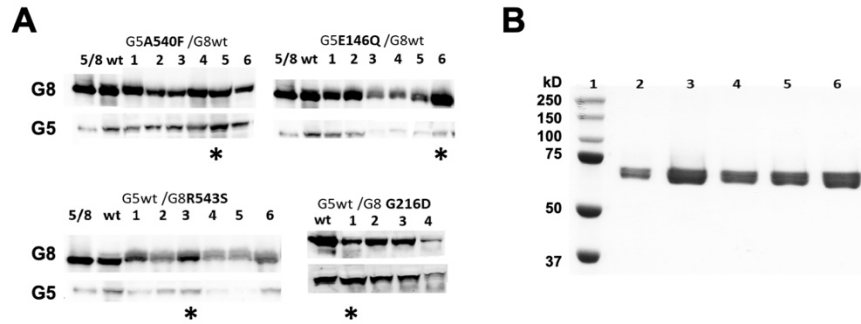 A
G5A540F /G8wt
5/8 wt 1 2 3 4 5 6
G8
G5
*
G5E146Q /G8wt
5/8 wt 1 2 3 4 5 6
*
G5wt /G8R543S
5/8 wt 1 2 3 4 5 6
G8
G5
*
G5wt /G8 G216D
wt 1 2 3 4
*
B
kD 1 2 3 4 5 6
250
150
100
75
50
37